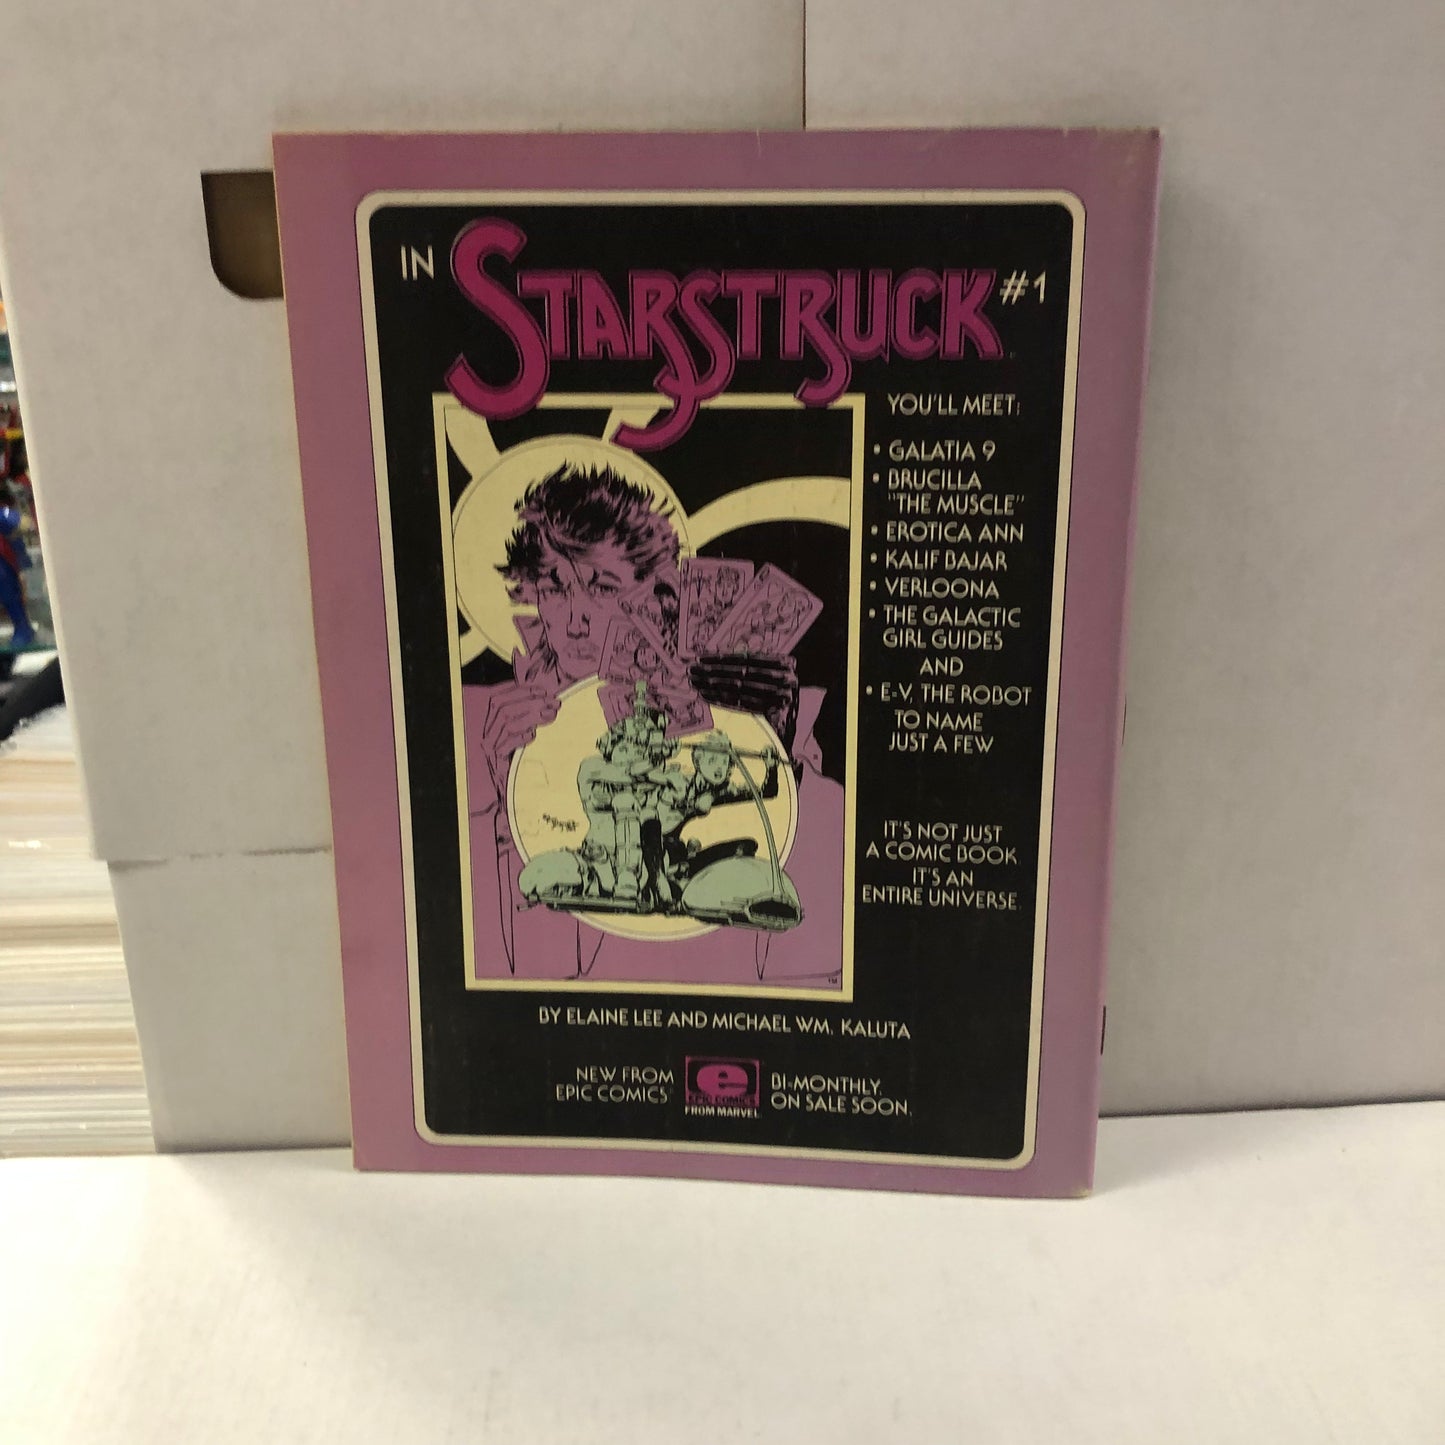 IN STARSTRUCK #1
YOU'LL MEET:
• GALATIA 9
• BRUCILLA
"THE MUSCLE"
• EROTICA ANN
• KALIF BAJAR
• VERLOONA
• THE GALACTIC
GIRL GUIDES
AND
• E-V, THE ROBOT
TO NAME
JUST A FEW
IT'S NOT JUST
A COMIC BOOK
IT'S AN
ENTIRE UNIVERSE.
BY ELAINE LEE AND MICHAEL WM. KALUTA
NEW FROM
EPIC COMICS
e
EPIC COMICS
FROM MARVEL
BI-MONTHLY.
ON SALE SOON.